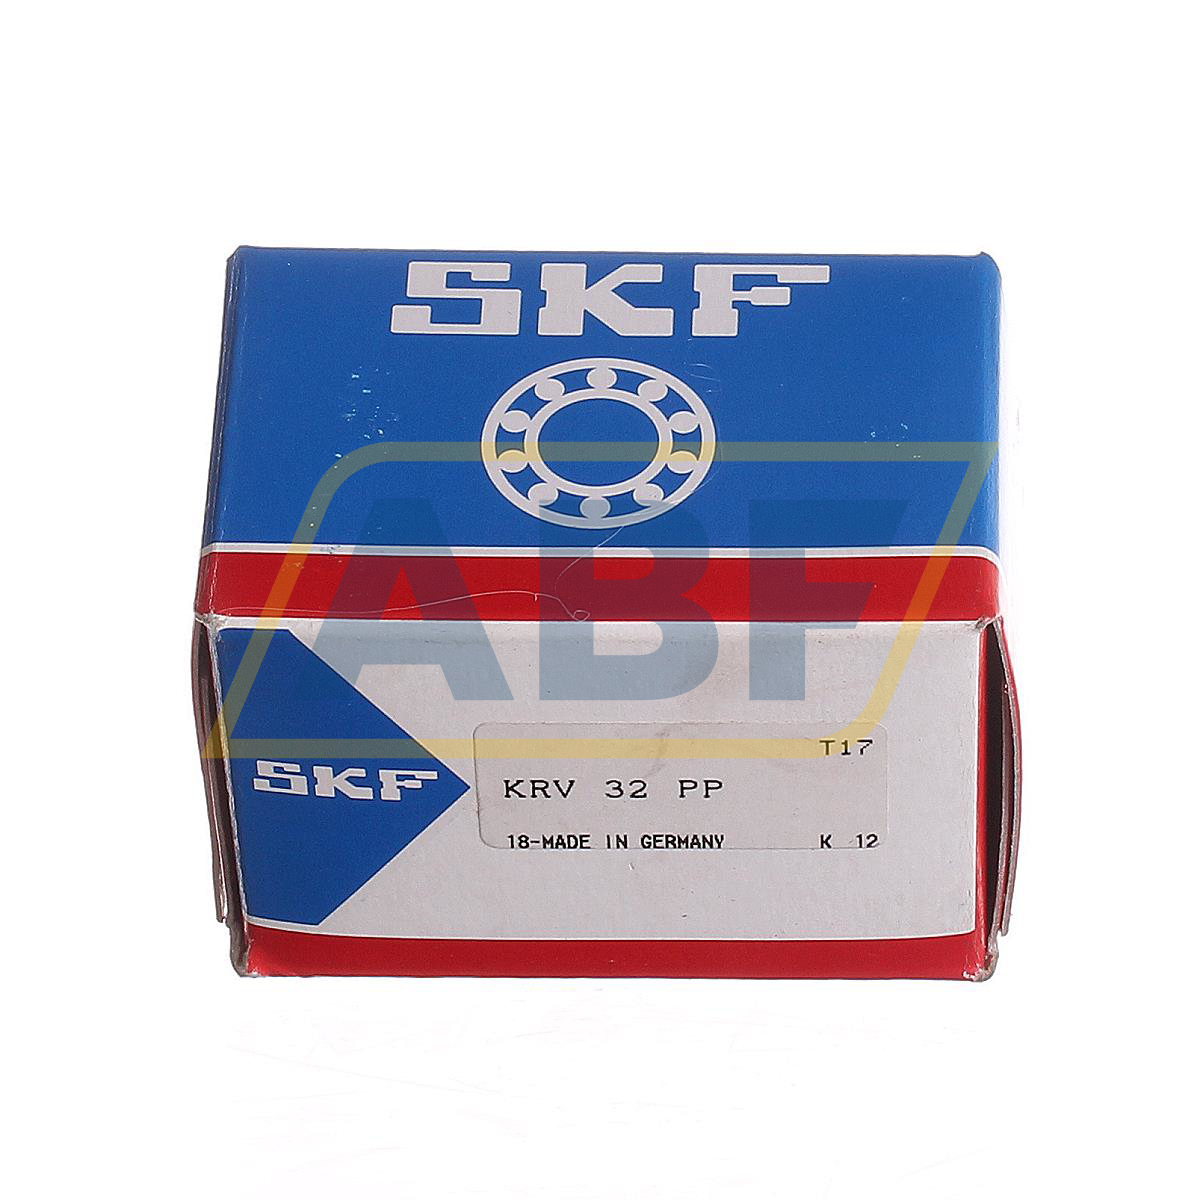 SKF
ABF
SKF
T17
KRV 32 PP
18-MADE IN GERMANY K 12